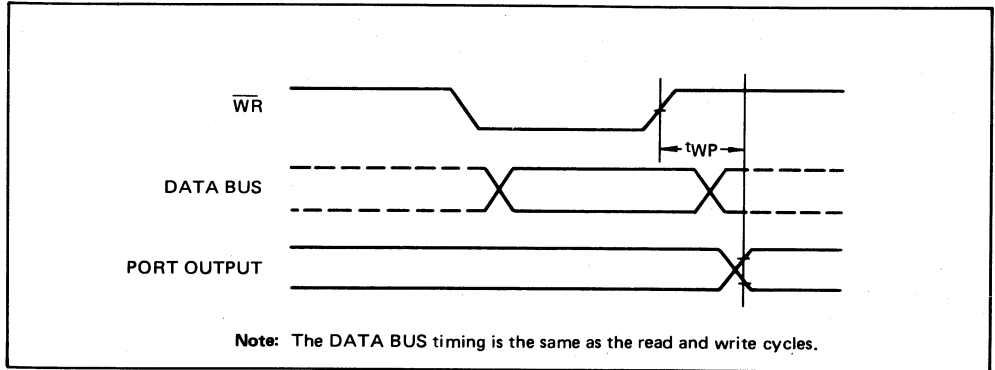 WR
tWP
DATA BUS
PORT OUTPUT
Note: The DATA BUS timing is the same as the read and write cycles.